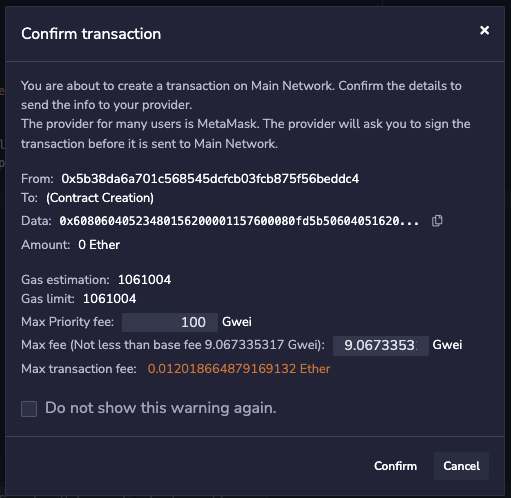 Confirm transaction
×
You are about to create a transaction on Main Network. Confirm the details to
send the info to your provider.
The provider for many users is MetaMask. The provider will ask you to sign the
transaction before it is sent to Main Network.
From: 0x5b38da6a701c568545dcfcb03fcb875f56beddc4
To: (Contract Creation)
Data: 0x608060405234801562000011576​00080fd5b50604051620...
Amount: 0 Ether
Gas estimation: 1061004
Gas limit: 1061004
Max Priority fee: 100 Gwei
Max fee (Not less than base fee 9.067335317 Gwei): 9.0673353 Gwei
Max transaction fee: 0.012018664879169132 Ether
Do not show this warning again.
Confirm Cancel